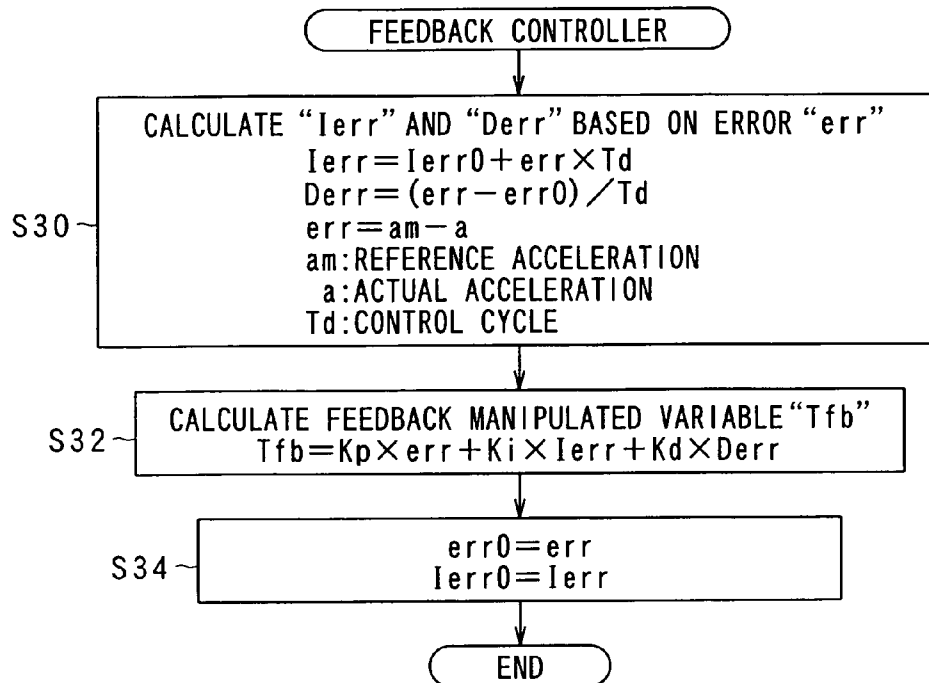 FEEDBACK CONTROLLER
CALCULATE “Ierr” AND “Derr” BASED ON ERROR “err”
Ierr=Ierr0+err×Td
Derr=(err-err0)/Td
S30
err=am-a
am:REFERENCE ACCELERATION
a:ACTUAL ACCELERATION
Td:CONTROL CYCLE
CALCULATE FEEDBACK MANIPULATED VARIABLE “Tfb”
S32
Tfb=Kp×err+Ki×Ierr+Kd×Derr
err0=err
S34
Ierr0=Ierr
END